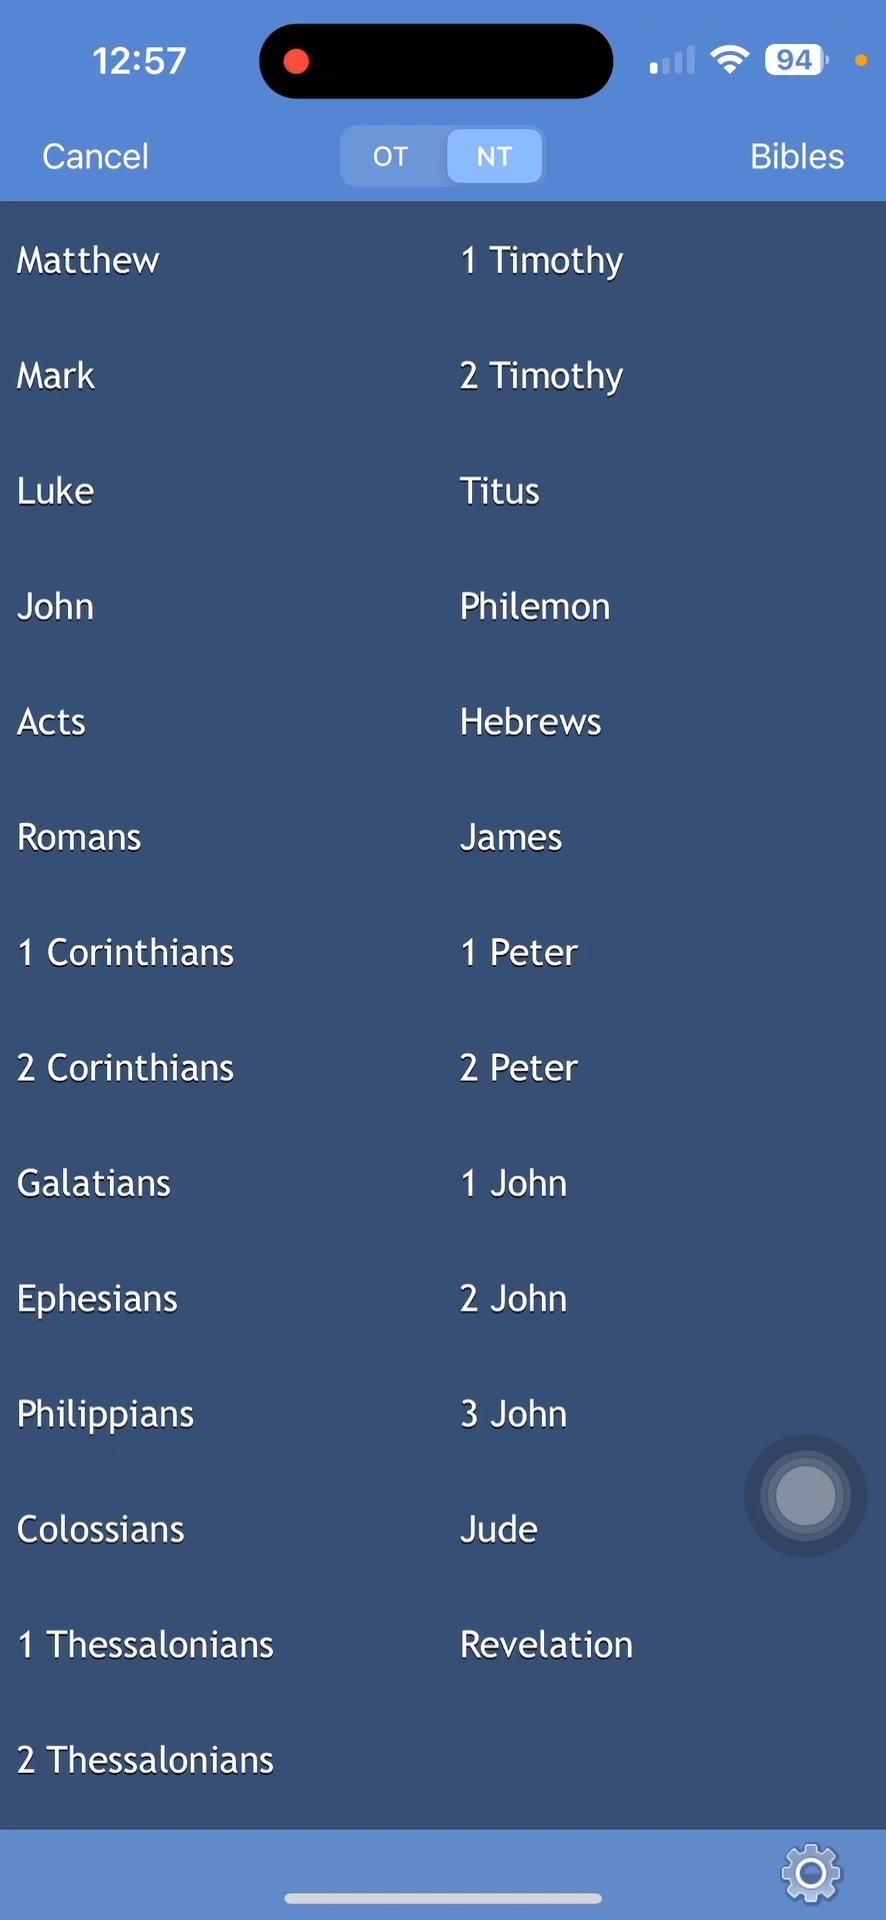 12:57
94
Cancel
OT
NT
Bibles
Matthew
Mark
Luke
John
Acts
Romans
1 Corinthians
2 Corinthians
Galatians
Ephesians
Philippians
Colossians
1 Thessalonians
2 Thessalonians
1 Timothy
2 Timothy
Titus
Philemon
Hebrews
James
1 Peter
2 Peter
1 John
2 John
3 John
Jude
Revelation